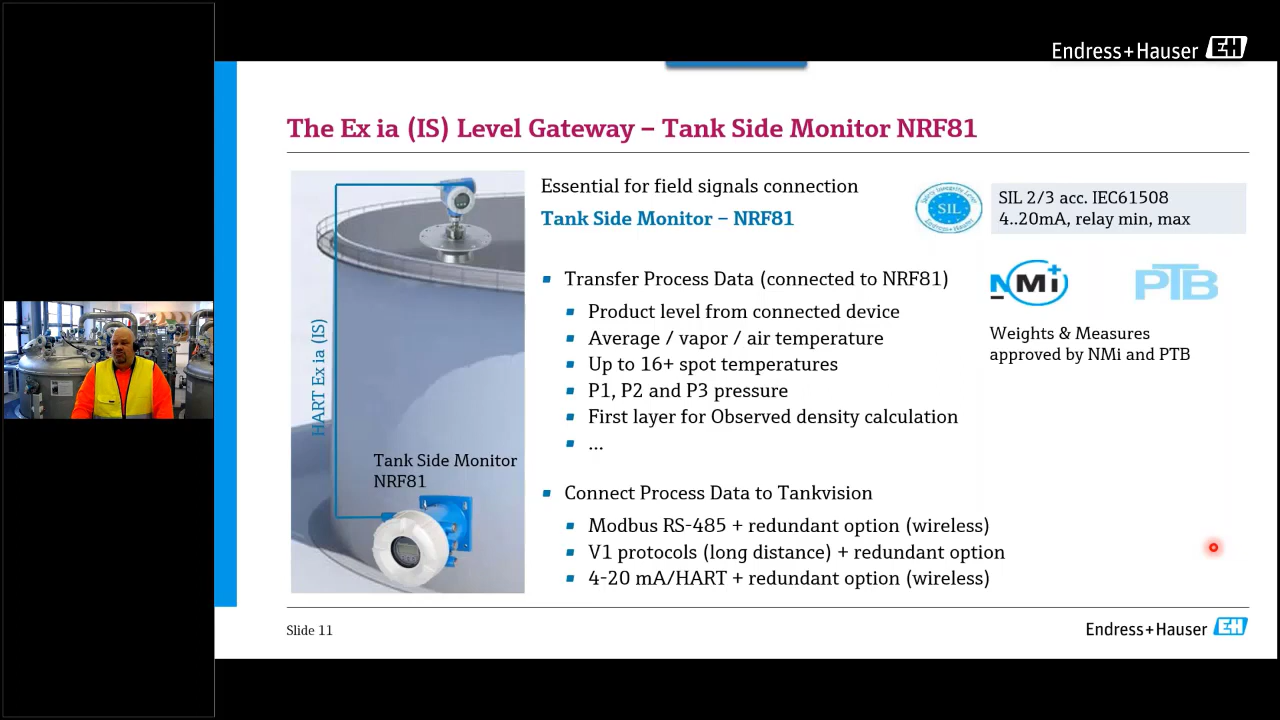 Endress+Hauser EH
The Ex ia (IS) Level Gateway – Tank Side Monitor NRF81
HART Ex ia (IS)
Tank Side Monitor
NRF81
Essential for field signals connection
Tank Side Monitor – NRF81
SIL
SIL 2/3 acc. IEC61508
4..20mA, relay min, max
Transfer Process Data (connected to NRF81)
Product level from connected device
Average / vapor / air temperature
Up to 16+ spot temperatures
P1, P2 and P3 pressure
First layer for Observed density calculation
...
NMi
PTB
Weights & Measures
approved by NMi and PTB
Connect Process Data to Tankvision
Modbus RS-485 + redundant option (wireless)
V1 protocols (long distance) + redundant option
4-20 mA/HART + redundant option (wireless)
Slide 11
Endress+Hauser EH